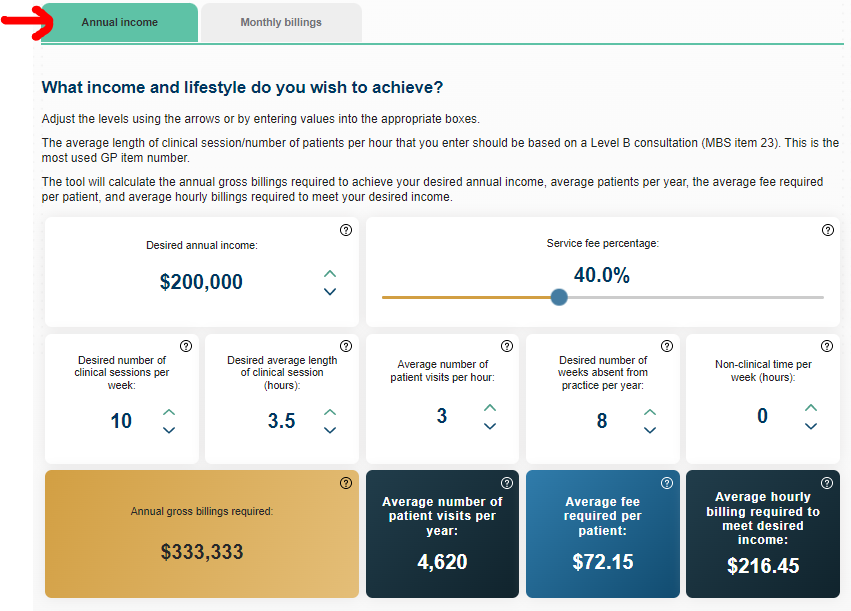 Annual income
Monthly billings
What income and lifestyle do you wish to achieve?
Adjust the levels using the arrows or by entering values into the appropriate boxes.
The average length of clinical session/number of patients per hour that you enter should be based on a Level B consultation (MBS item 23). This is the
most used GP item number.
The tool will calculate the annual gross billings required to achieve your desired annual income, average patients per year, the average fee required
per patient, and average hourly billings required to meet your desired income.
Desired annual income:
$200,000
Service fee percentage:
40.0%
Desired number of
clinical sessions per
week:
10
Desired average length
of clinical session
(hours):
3.5
Average number of
patient visits per hour:
3
Desired number of
weeks absent from
practice per year:
8
Non-clinical time per
week (hours):
0
Annual gross billings required:
$333,333
Average number of
patient visits per
year:
4,620
Average fee
required per
patient:
$72.15
Average hourly
billing required to
meet desired
income:
$216.45